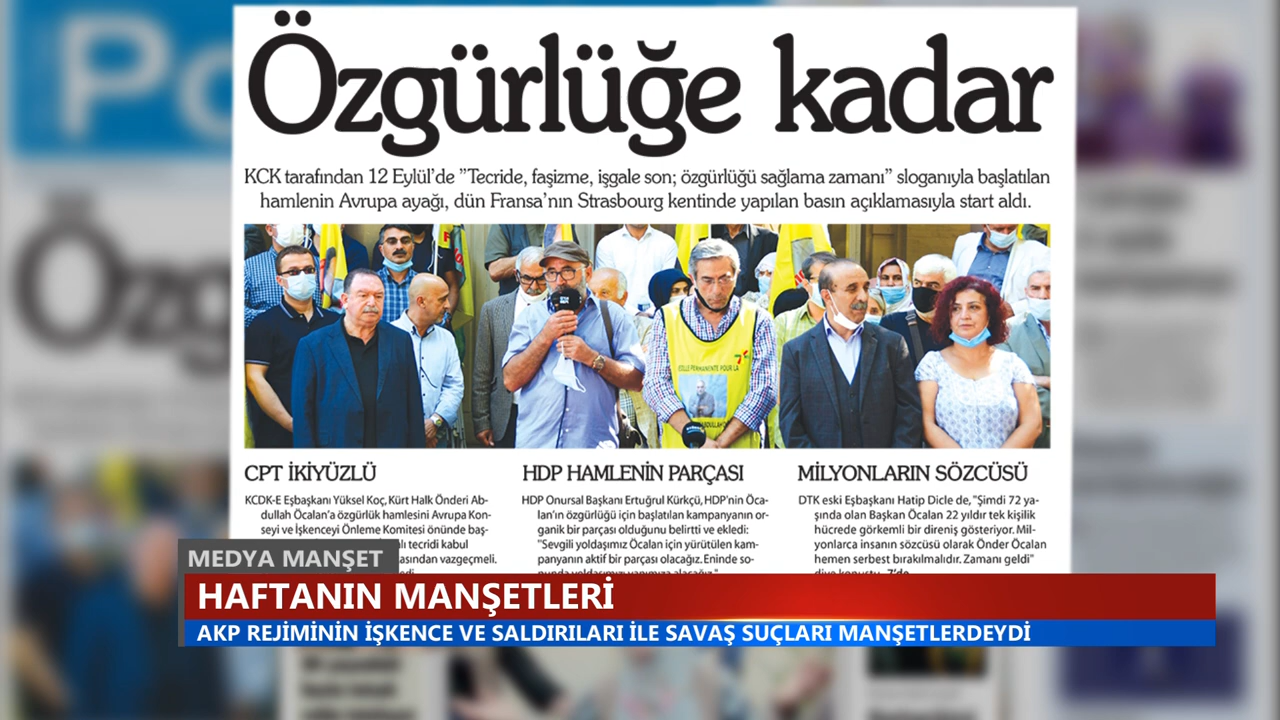 Özgürlüğe kadar
KCK tarafından 12 Eylül’de ”Tecride, faşizme, işgale son; özgürlüğü sağlama zamanı” sloganıyla başlatılan
hamlenin Avrupa ayağı, dün Fransa’nın Strasbourg kentinde yapılan basın açıklamasıyla start aldı.
CPT İKİYÜZLÜ
KCDK-E Eşbaşkanı Yüksel Koç, Kürt Halk Önderi Ab-
dullah Öcalan’a özgürlük hamlesini Avrupa Kon-
seyi ve İşkenceyi Önleme Komitesi önünde baş-
tecridi kabul
vazgeçmeli.
HDP HAMLENİN PARÇASI
HDP Onursal Başkanı Ertuğrul Kürkçü, HDP’nin Öca-
lan’ın özgürlüğü için başlatılan kampanyanın or-
ganik bir parçası olduğunu belirtti ve ekledi:
"Sevgili yoldaşımız Öcalan için yürütülen kam-
panyanın aktif bir parçası olacağız. Eninde so-
MİLYONLARIN SÖZCÜSÜ
DTK eski Eşbaşkanı Hatip Dicle de, "Şimdi 72 ya-
şında olan Başkan Öcalan 22 yıldır tek kişilik
hücrede görkemli bir direniş gösteriyor. Mil-
yonlarca insanın sözcüsü olarak Önder Öcalan
hemen serbest bırakılmalıdır. Zamanı geldi"
MEDYA MANŞET
HAFTANIN MANŞETLERİ
AKP REJİMİNİN İŞKENCE VE SALDIRILARI İLE SAVAŞ SUÇLARI MANŞETLERDEYDİ